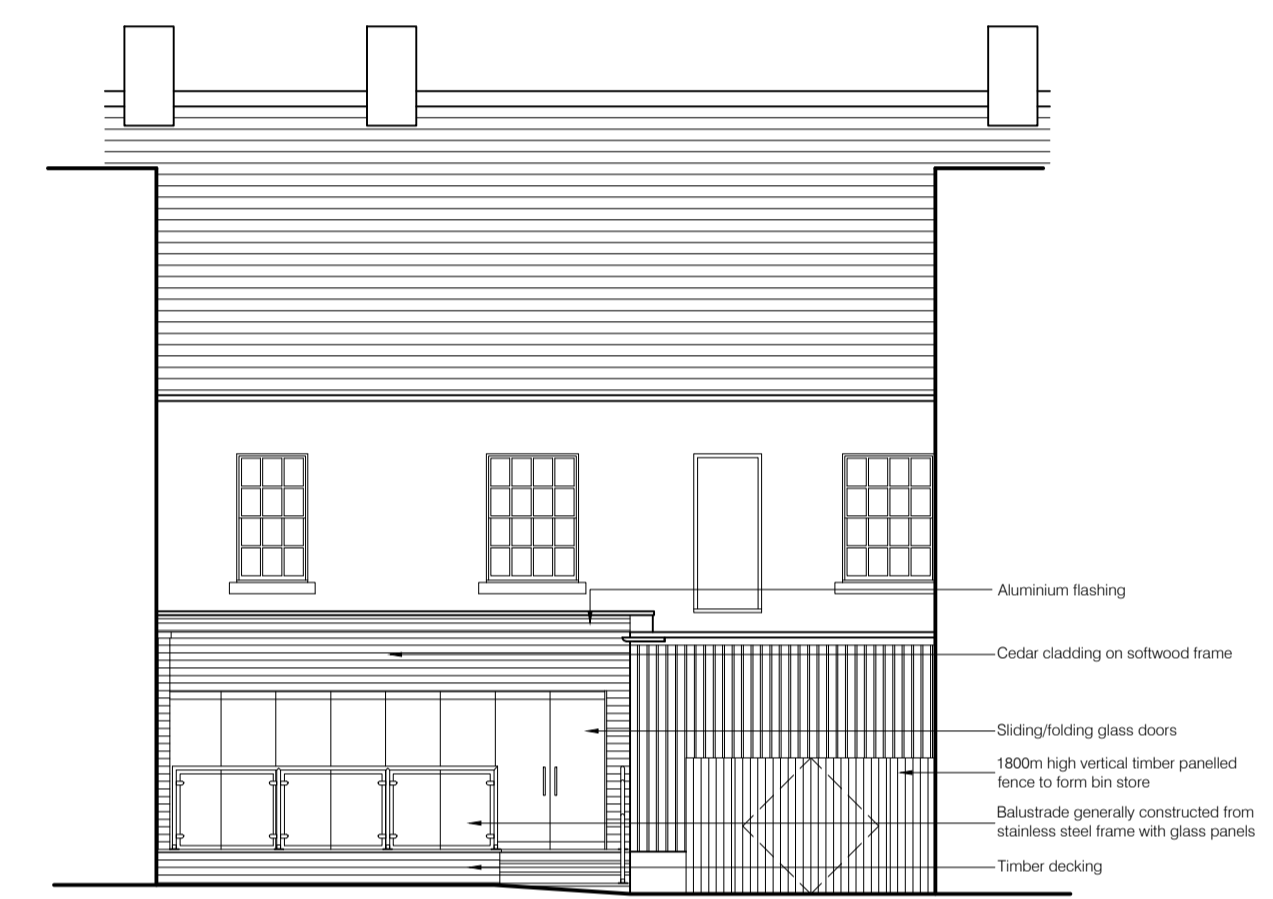 Aluminium flashing
Cedar cladding on softwood frame
Sliding/folding glass doors
1800m high vertical timber panelled
fence to form bin store
Balustrade generally constructed from
stainless steel frame with glass panels
Timber decking